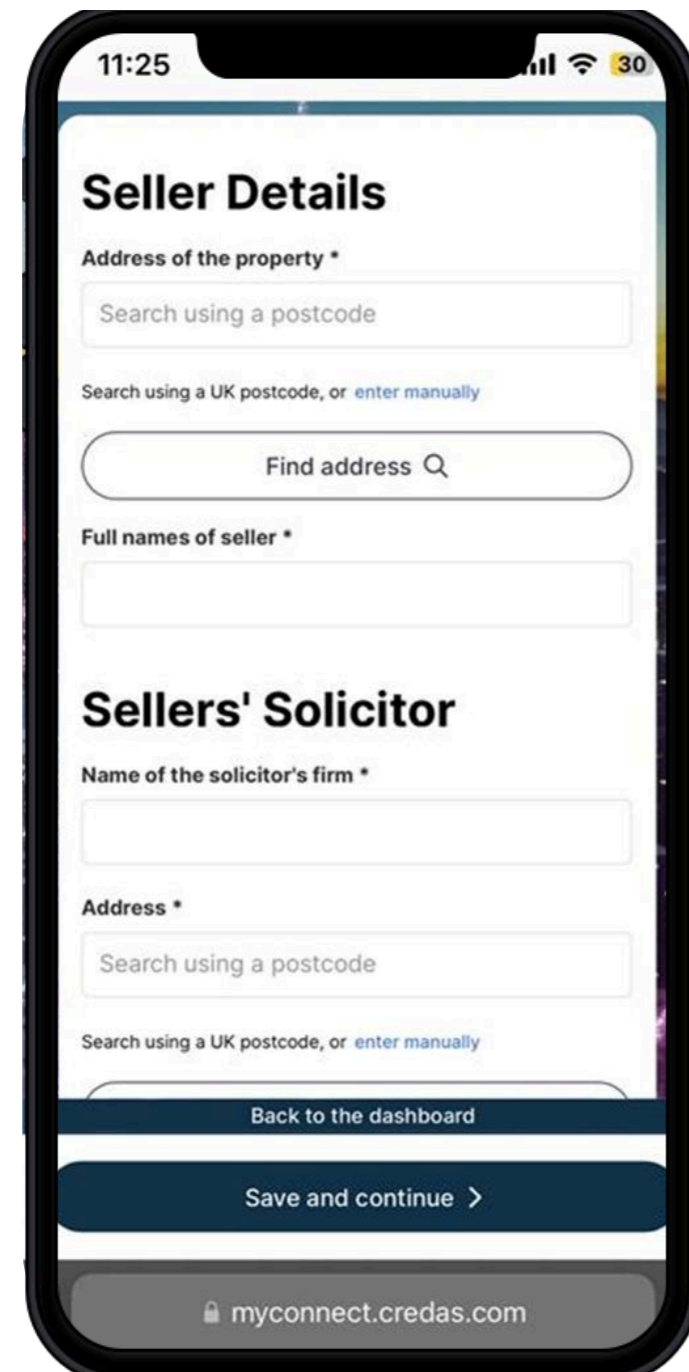 11:25
30
Seller Details
Address of the property *
Search using a postcode
Search using a UK postcode, or enter manually
Find address
Full names of seller *
Sellers' Solicitor
Name of the solicitor's firm *
Address *
Search using a postcode
Search using a UK postcode, or enter manually
Back to the dashboard
Save and continue
myconnect.credas.com